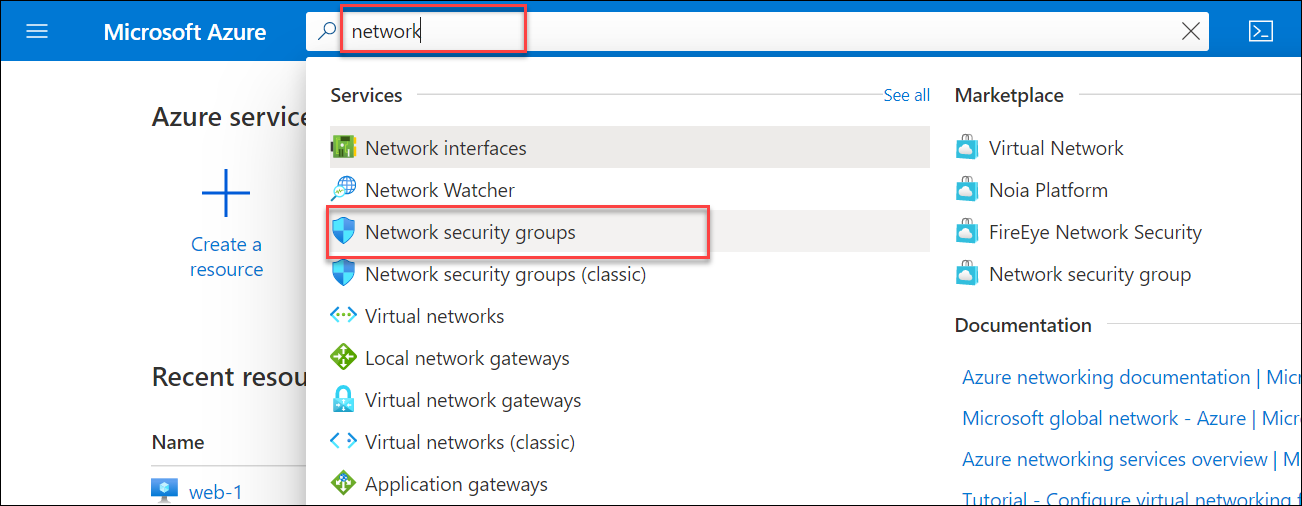 Microsoft Azure
network
Azure service
Create a
resource
Recent resou
Name
web-1
Services
See all
Network interfaces
Network Watcher
Network security groups
Network security groups (classic)
Virtual networks
Local network gateways
Virtual network gateways
Virtual networks (classic)
Application gateways
Marketplace
Virtual Network
Noia Platform
FireEye Network Security
Network security group
Documentation
Azure networking documentation | Micr
Microsoft global network - Azure | Micr
Azure networking services overview | M
Tutorial - Configure virtual networking f